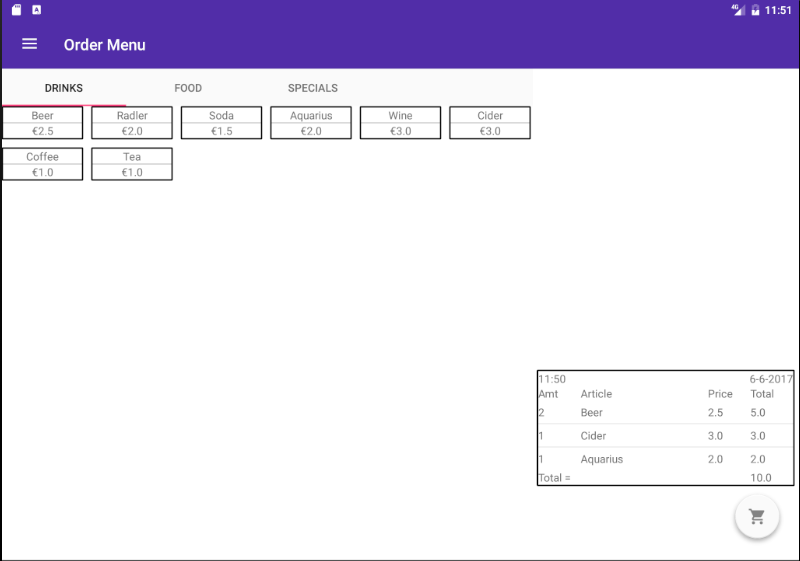 4G 11:51
Order Menu
DRINKS FOOD SPECIALS
Beer Radler Soda Aquarius Wine Cider
€2.5 €2.0 €1.5 €2.0 €3.0 €3.0
Coffee Tea
€1.0 €1.0
11:50 6-6-2017
Amt Article Price Total
2 Beer 2.5 5.0
1 Cider 3.0 3.0
1 Aquarius 2.0 2.0
Total = 10.0